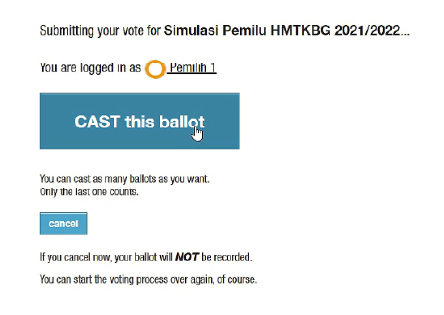 Submitting your vote for Simulasi Pemilu HMTKBG 2021/2022...
You are logged in as Pemilih 1
CAST this ballot
You can cast as many ballots as you want.
Only the last one counts.
cancel
If you cancel now, your ballot will NOT be recorded.
You can start the voting process over again, of course.